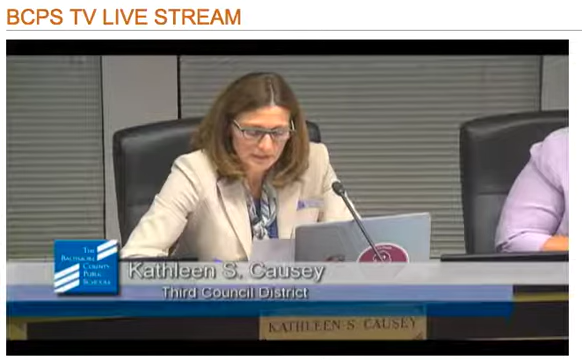 BCPS TV LIVE STREAM
THE
BALTIMORE
COUNTY
PUBLIC
SCHOOLS
Kathleen S. Causey
Third Council District
KATHLEEN S. CAUSEY